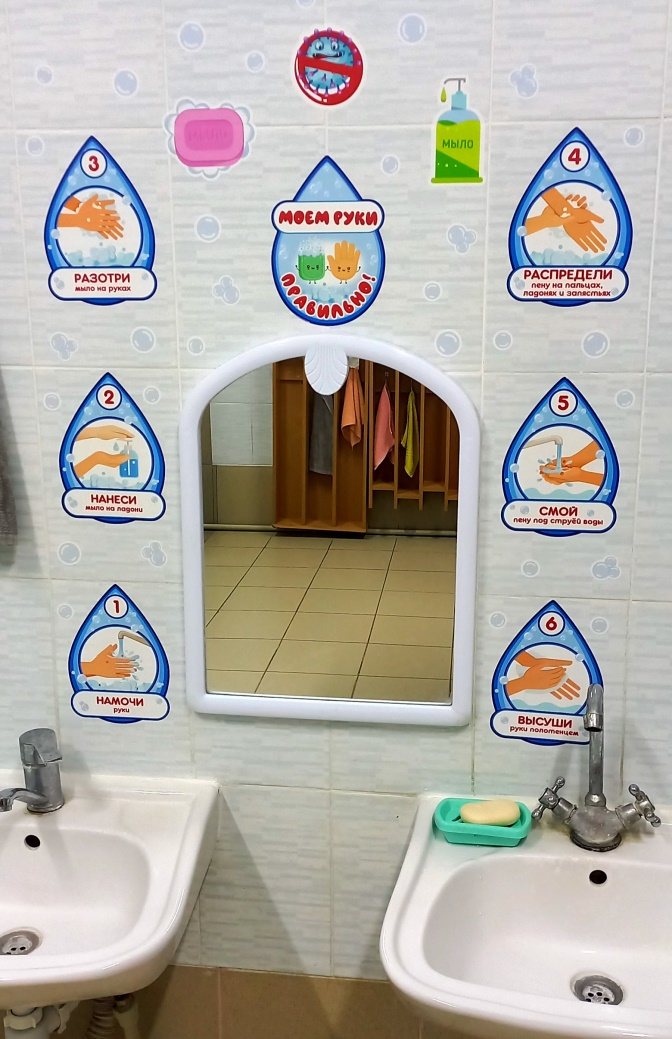 МЫЛО
МОЕМ РУКИ
ПРАВИЛЬНО!
1
НАМОЧИ
руки
2
НАНЕСИ
мыло на ладони
3
РАЗОТРИ
мыло на руках
4
РАСПРЕДЕЛИ
пену на пальцах,
ладонях и запястьях
5
СМОЙ
пену под струёй воды
6
ВЫСУШИ
руки полотенцем